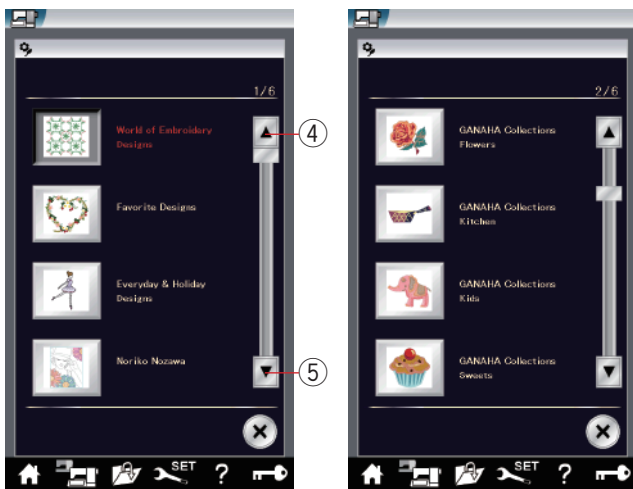 1/6
World of Embroidery
Designs
④
Favorite Designs
Everyday & Holiday
Designs
Noriko Nozawa
⑤
SET
?
2/6
GANAHA Collections
Flowers
GANAHA Collections
Kitchen
GANAHA Collections
Kids
GANAHA Collections
Sweets
SET
?